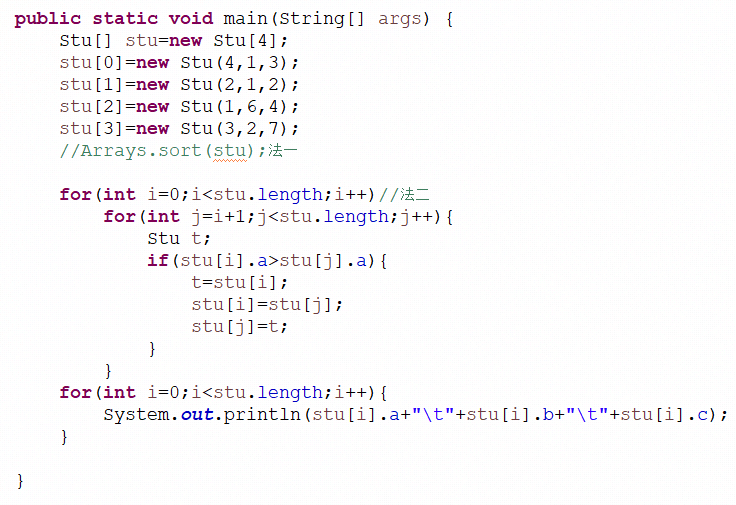 public static void main(String[] args) {
    Stu[] stu=new Stu[4];
    stu[0]=new Stu(4,1,3);
    stu[1]=new Stu(2,1,2);
    stu[2]=new Stu(1,6,4);
    stu[3]=new Stu(3,2,7);
    //Arrays.sort(stu);法一
    for(int i=0;i<stu.length;i++)//法二
        for(int j=i+1;j<stu.length;j++){
            Stu t;
            if(stu[i].a>stu[j].a){
                t=stu[i];
                stu[i]=stu[j];
                stu[j]=t;
            }
        }
    for(int i=0;i<stu.length;i++){
        System.out.println(stu[i].a+"\t"+stu[i].b+"\t"+stu[i].c);
    }
}